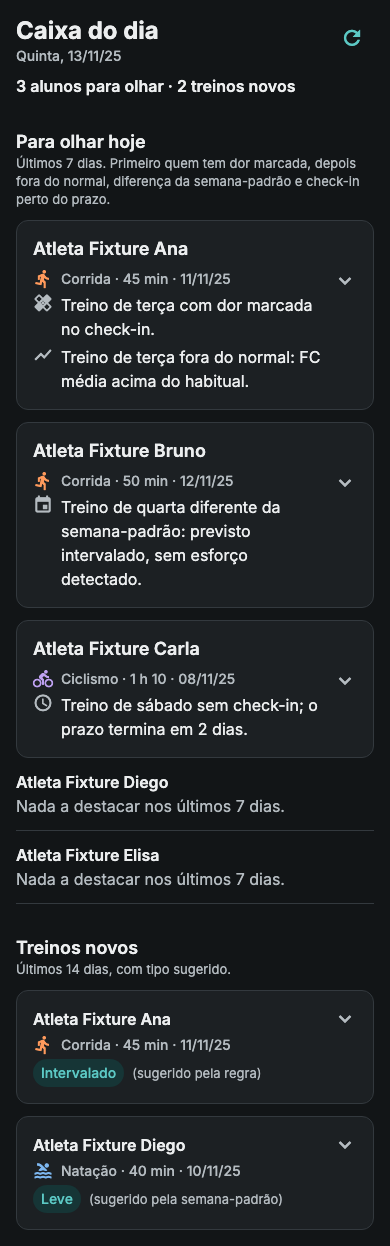 Caixa do dia
Quinta, 13/11/25
3 alunos para olhar · 2 treinos novos
Para olhar hoje
Últimos 7 dias. Primeiro quem tem dor marcada, depois
fora do normal, diferença da semana-padrão e check-in
perto do prazo.
Atleta Fixture Ana
Corrida · 45 min · 11/11/25
Treino de terça com dor marcada
no check-in.
Treino de terça fora do normal: FC
média acima do habitual.
Atleta Fixture Bruno
Corrida · 50 min · 12/11/25
Treino de quarta diferente da
semana-padrão: previsto
intervalado, sem esforço
detectado.
Atleta Fixture Carla
Ciclismo · 1 h 10 · 08/11/25
Treino de sábado sem check-in; o
prazo termina em 2 dias.
Atleta Fixture Diego
Nada a destacar nos últimos 7 dias.
Atleta Fixture Elisa
Nada a destacar nos últimos 7 dias.
Treinos novos
Últimos 14 dias, com tipo sugerido.
Atleta Fixture Ana
Corrida · 45 min · 11/11/25
Intervalado (sugerido pela regra)
Atleta Fixture Diego
Natação · 40 min · 10/11/25
Leve (sugerido pela semana-padrão)